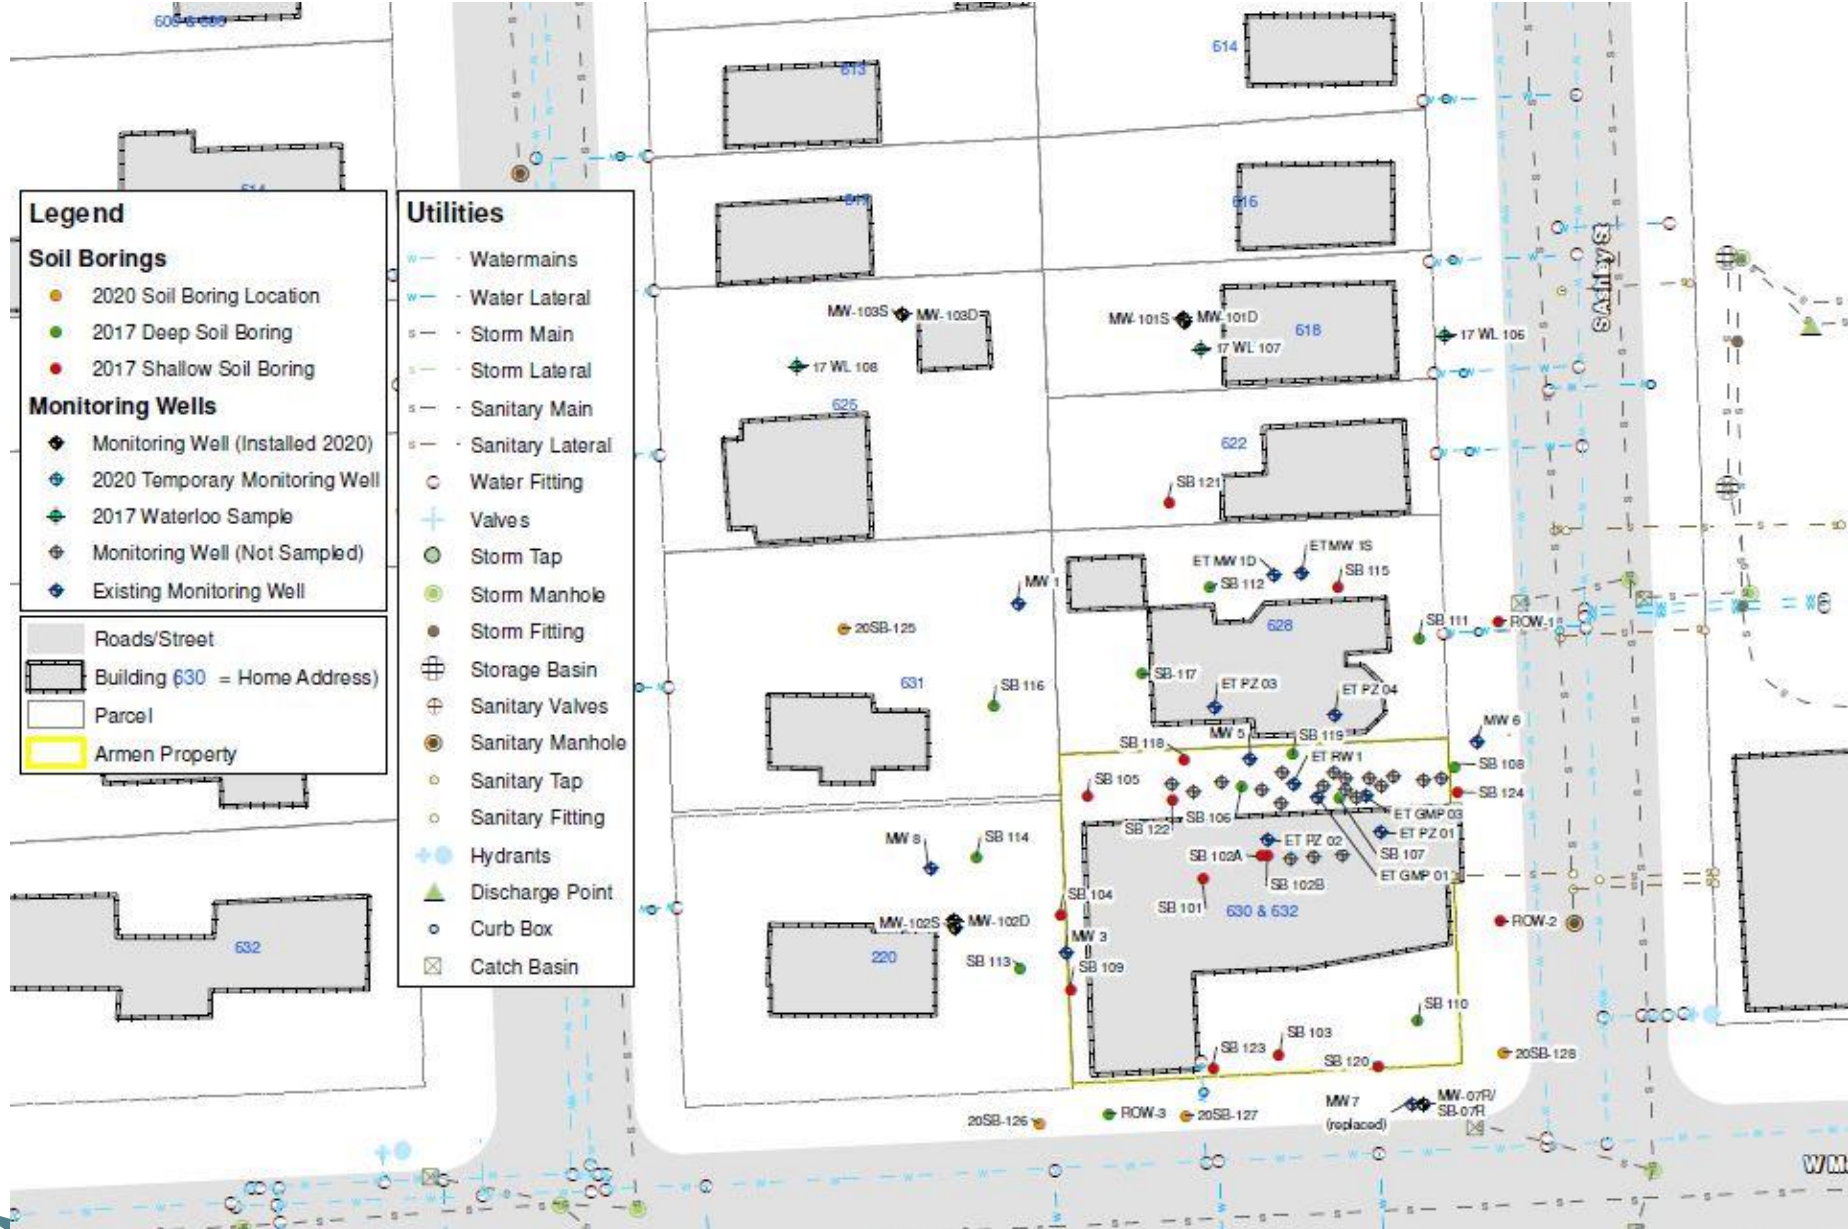 Legend
Soil Borings
2020 Soil Boring Location
2017 Deep Soil Boring
2017 Shallow Soil Boring
Monitoring Wells
Monitoring Well (Installed 2020)
2020 Temporary Monitoring Well
2017 Waterloo Sample
Monitoring Well (Not Sampled)
Existing Monitoring Well
Roads/Street
Building (630 = Home Address)
Parcel
Armen Property
Utilities
Watermains
Water Lateral
Storm Main
Storm Lateral
Sanitary Main
Sanitary Lateral
Water Fitting
Valves
Storm Tap
Storm Manhole
Storm Fitting
Storage Basin
Sanitary Valves
Sanitary Manhole
Sanitary Tap
Sanitary Fitting
Hydrants
Discharge Point
Curb Box
Catch Basin
613
614
616
MW-103S
MW-103D
MW-101S
MW-101D
618
17 WL 106
17 WL 107
17 WL 108
625
622
SB 121
ET MW 1S
ET MW 1D
SB 115
SB 112
MW 1
20SB-125
628
SB 111
ROW-1
SB-117
631
SB 116
ET PZ 03
ET PZ 04
MW 6
MW 5
SB 119
SB 118
ET RW 1
SB 108
SB 105
SB 124
SB 106
ET GMP 03
SB 122
ET PZ 01
MW 8
SB 114
ET PZ 02
SB 102A
SB 107
ET GMP 01
SB 102B
SB 104
SB 101
630 & 632
ROW-2
MW-102S
MW-102D
MW 3
632
220
SB 113
SB 109
SB 110
SB 103
SB 123
SB 120
20SB-128
MW 7
(replaced)
MW-07R/
SB-07R
20SB-126
ROW-3
20SB-127
S Ashby